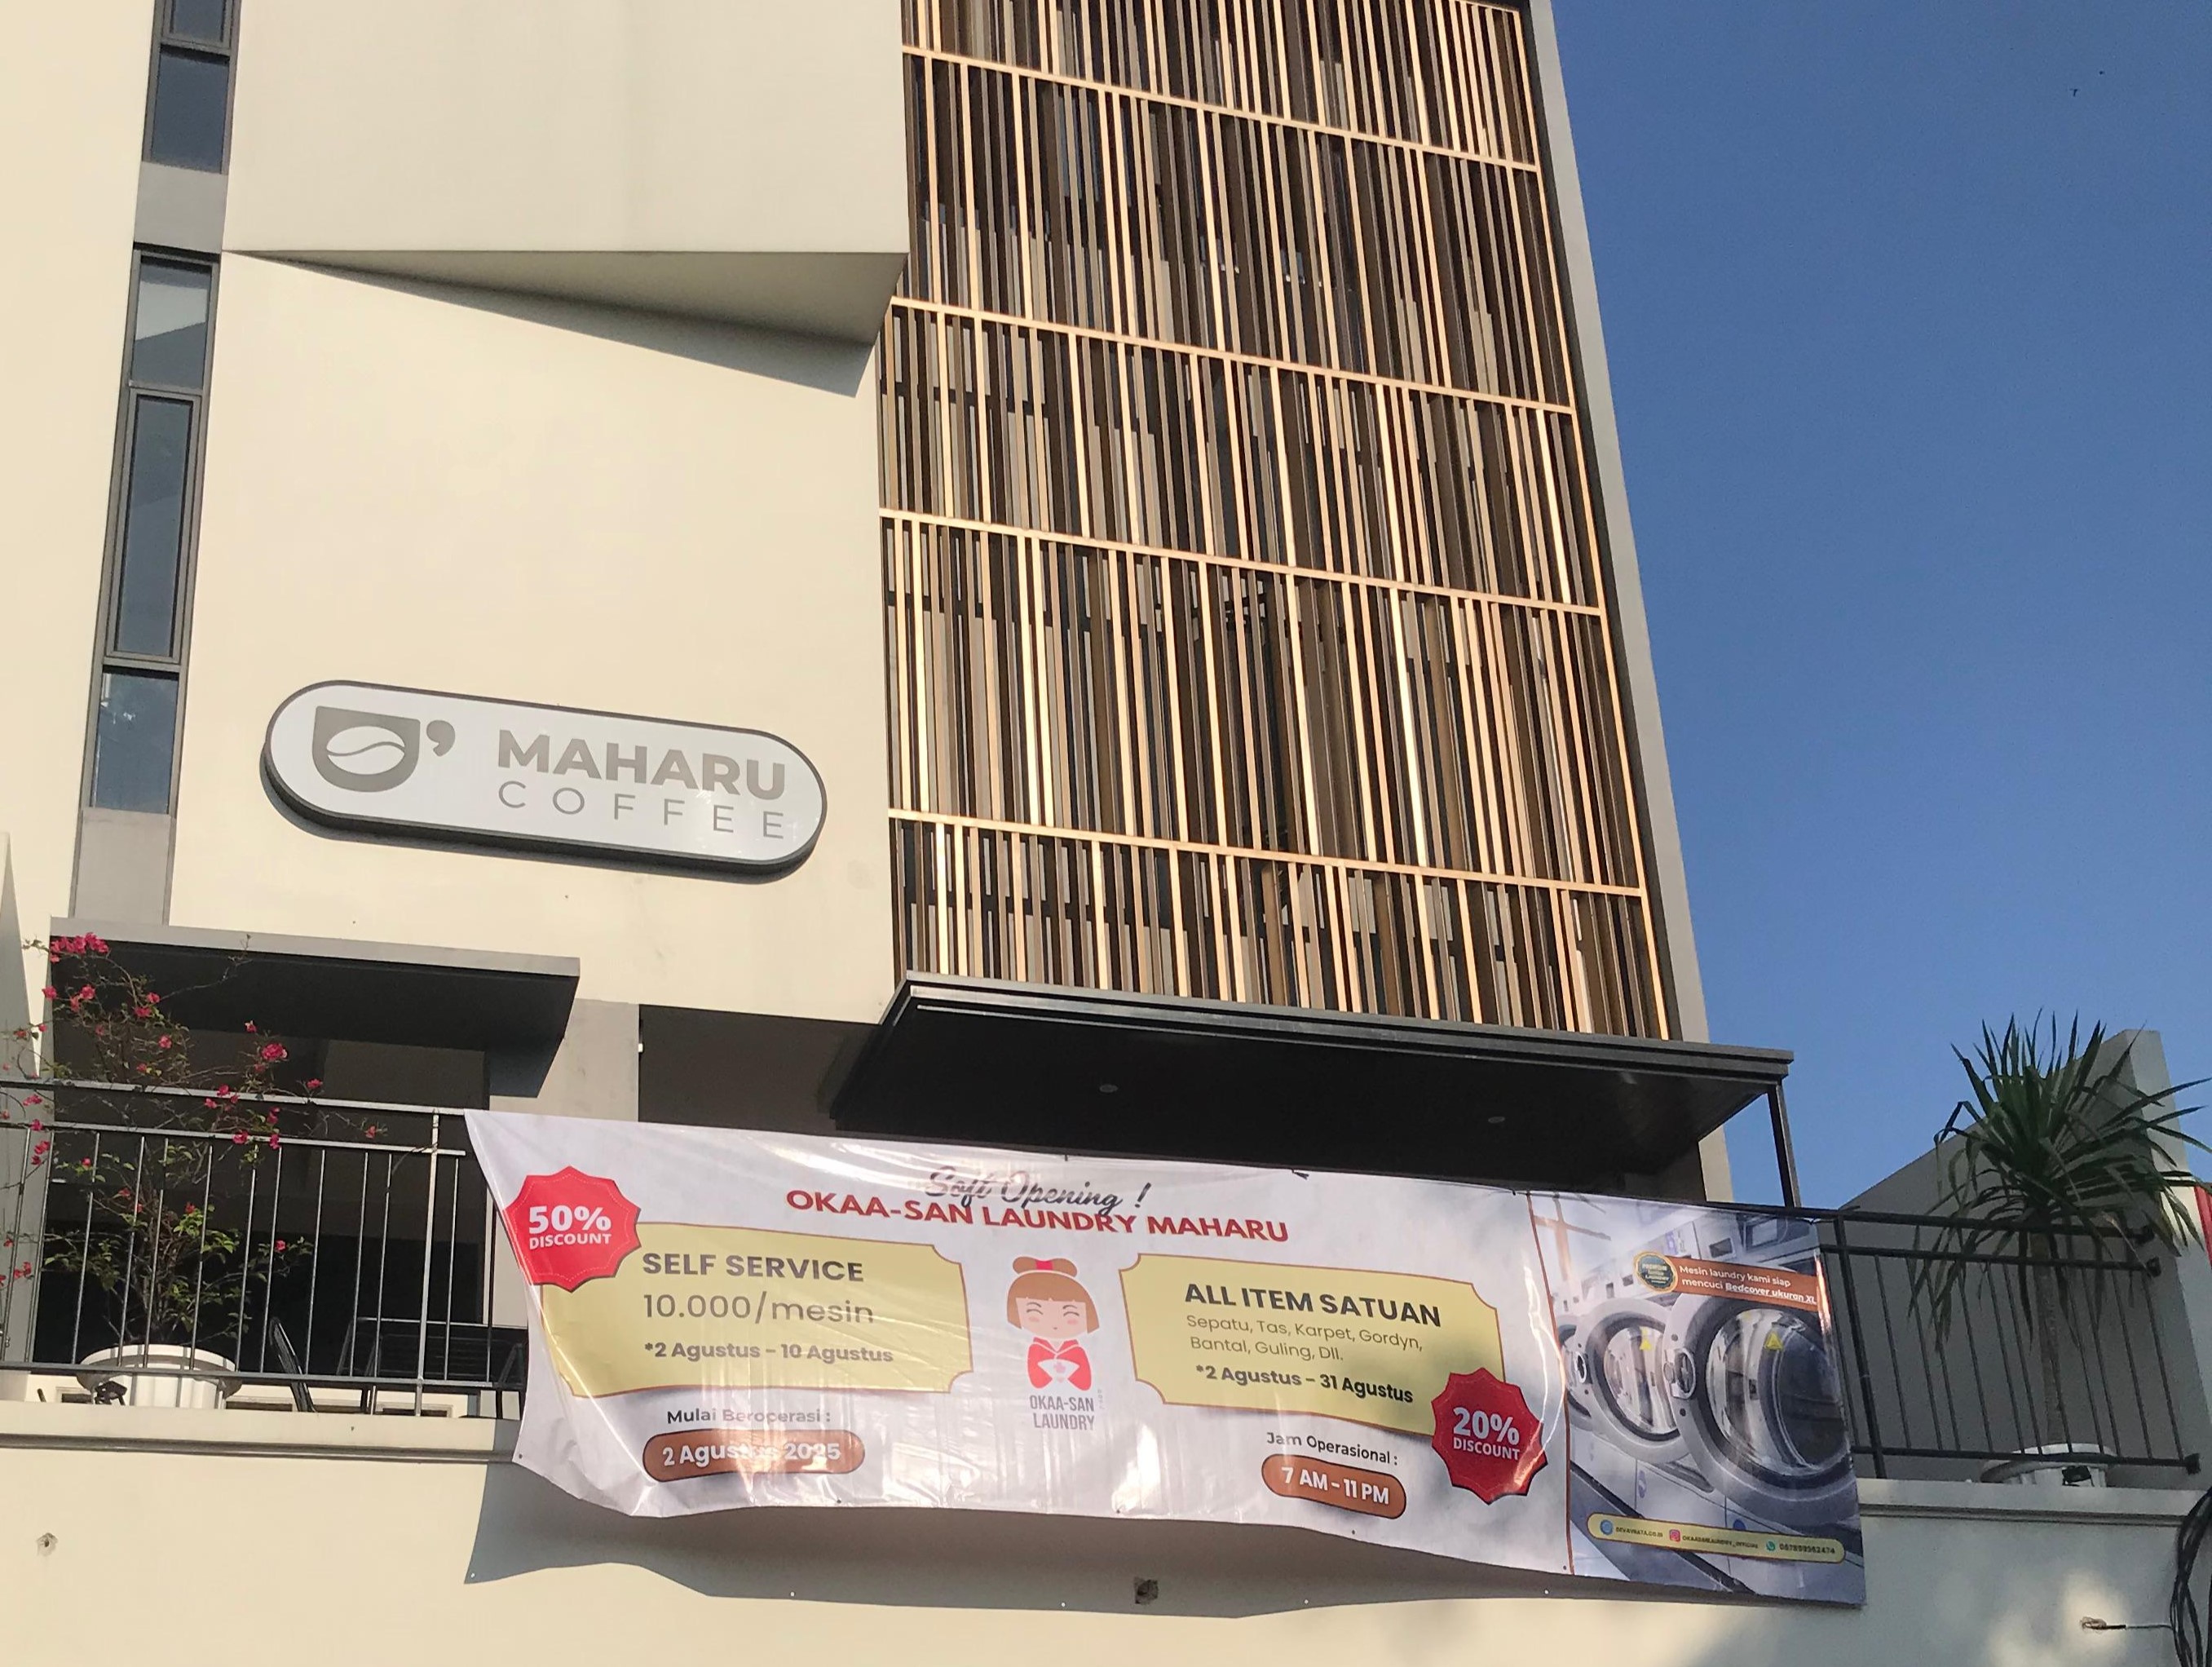 MAHARU
COFFEE
Soft Opening !
OKAA-SAN LAUNDRY MAHARU
50%
DISCOUNT
SELF SERVICE
10.000/mesin
*2 Agustus - 10 Agustus
Mulai Beroperasi :
2 Agustus 2025
OKAA-SAN
LAUNDRY
ALL ITEM SATUAN
Sepatu, Tas, Karpet, Gordyn,
Bantal, Guling, Dll.
*2 Agustus - 31 Agustus
20%
DISCOUNT
Jam Operasional :
7 AM - 11 PM
Mesin laundry kami siap
mencuci Bedcover ukuran XL